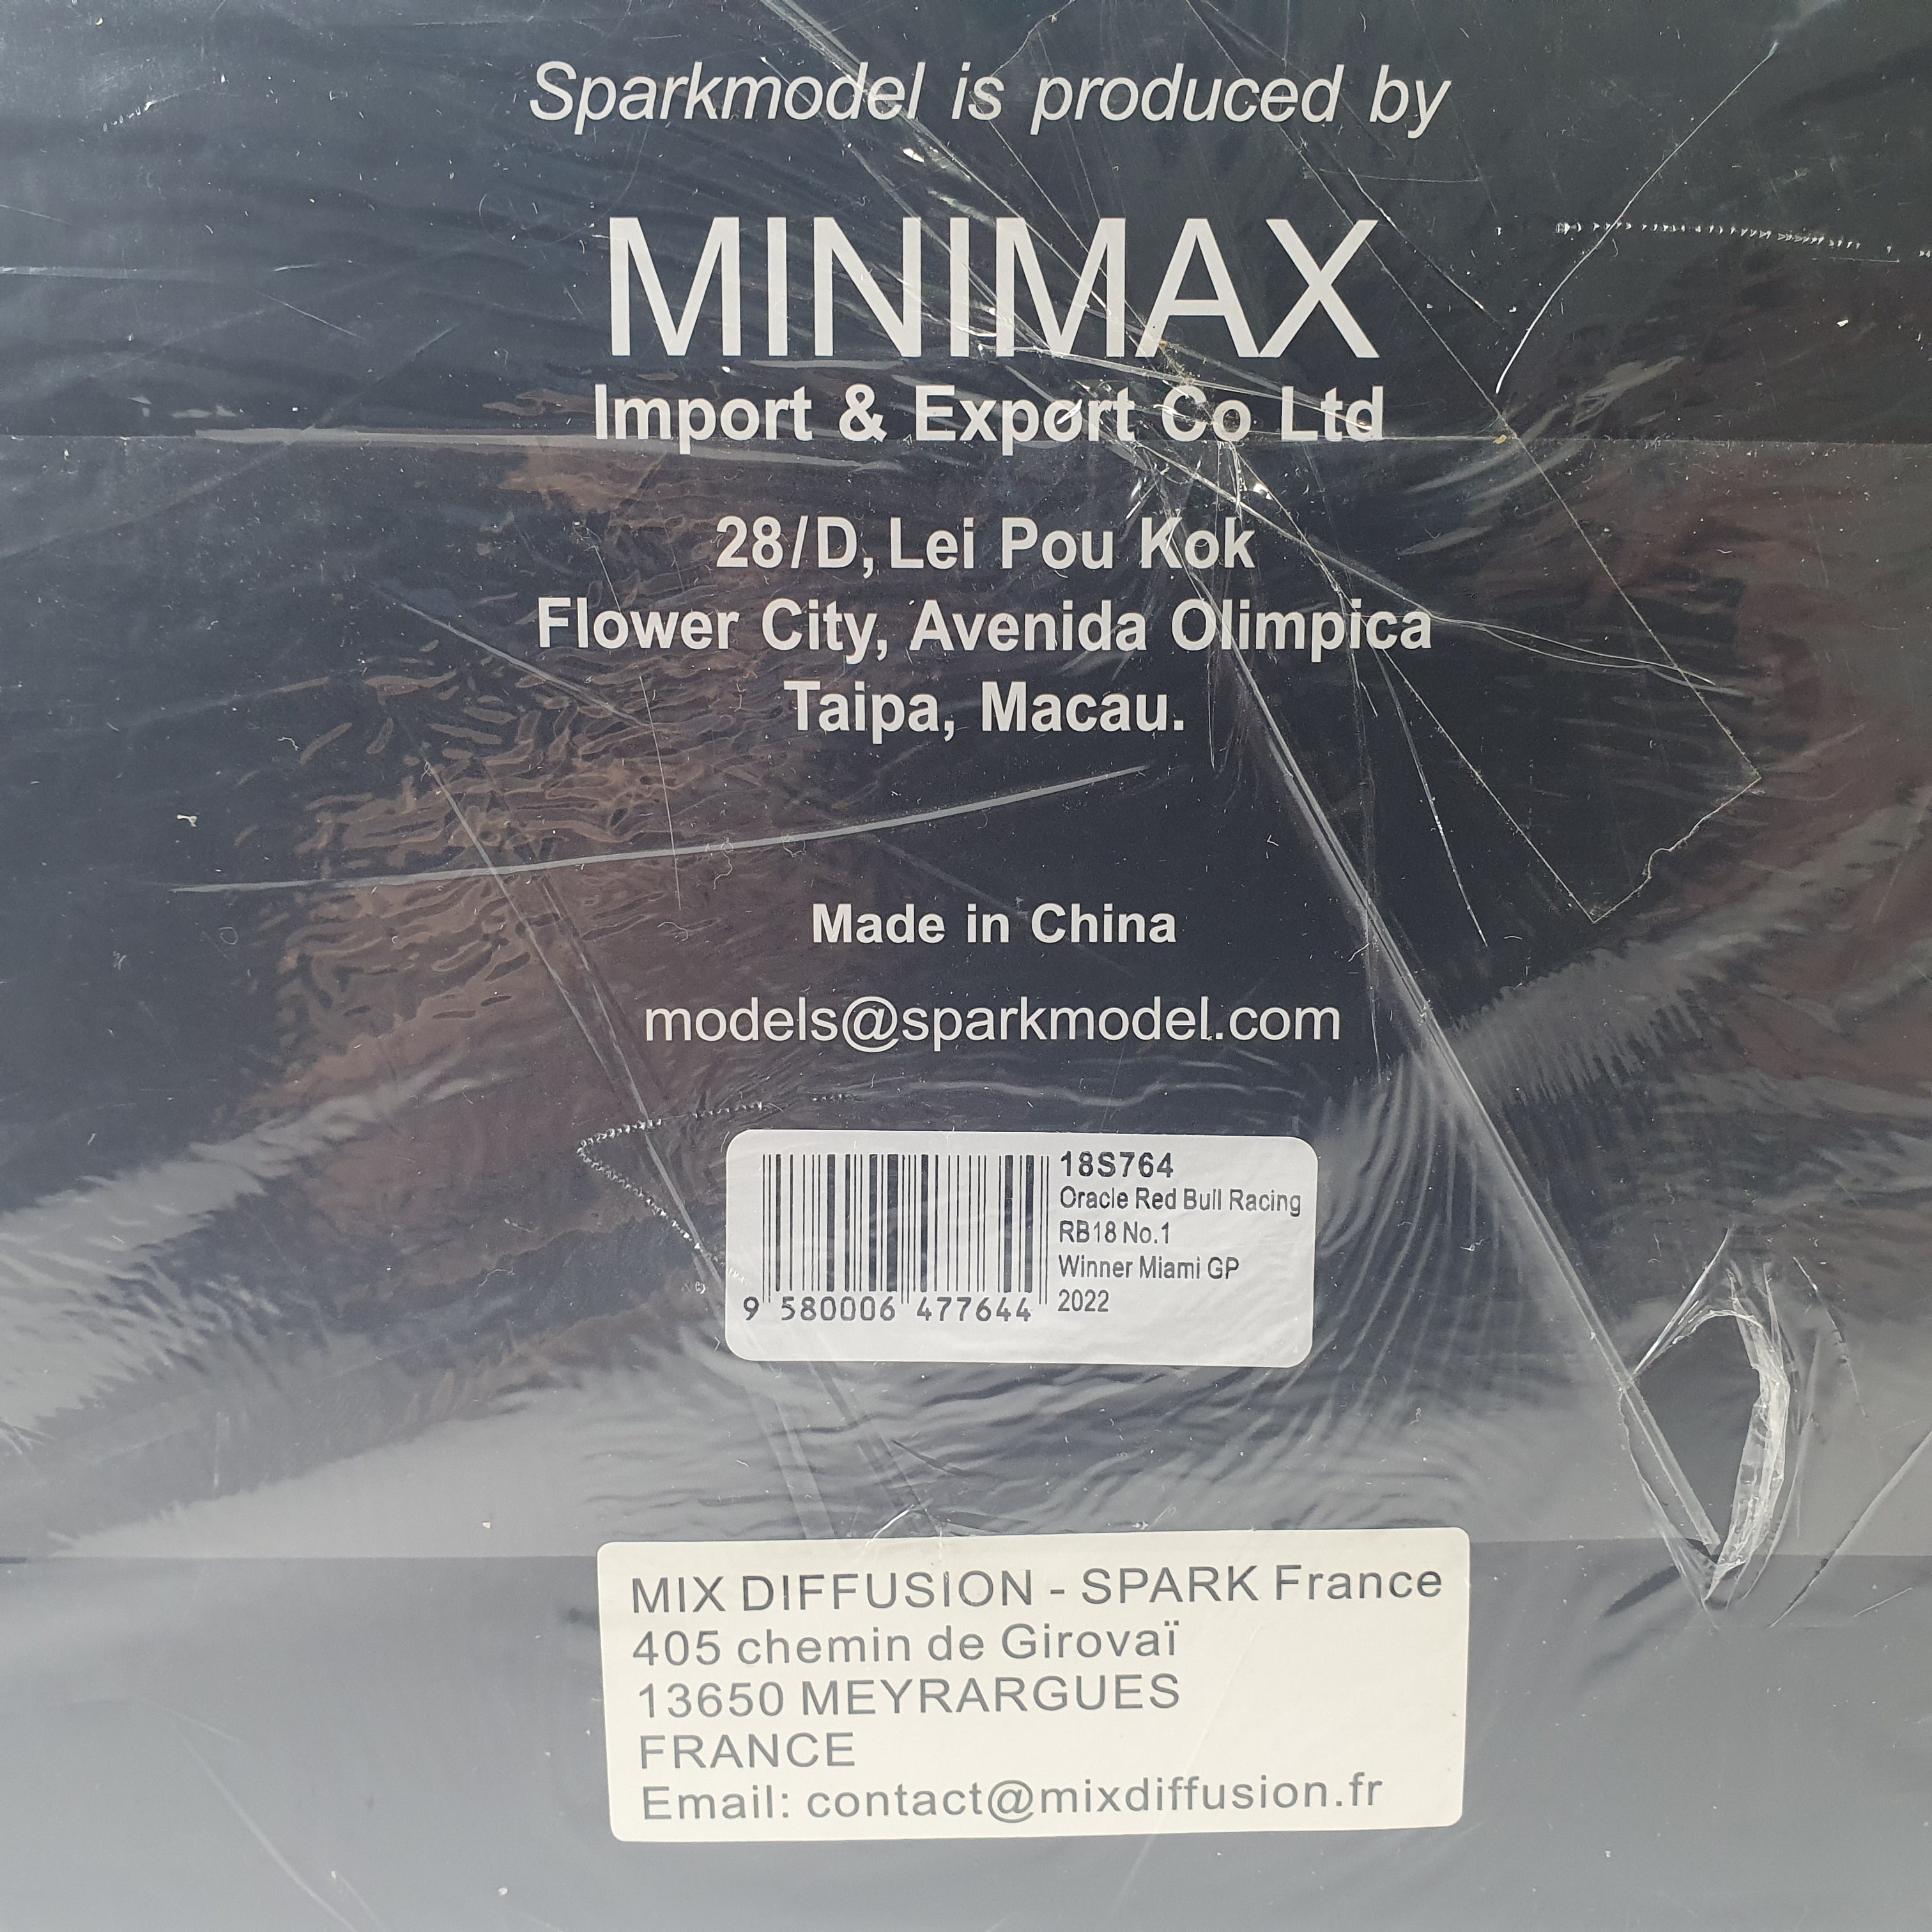 Sparkmodel is produced by
MINIMAX
Import & Export Co Ltd
28/D, Lei Pou Kok
Flower City, Avenida Olimpica
Taipa, Macau.
Made in China
models@sparkmodel.com
18S764
Oracle Red Bull Racing
RB18 No.1
Winner Miami GP
2022
9 580006 477644
MIX DIFFUSION - SPARK France
405 chemin de Girovaï
13650 MEYRARGUES
FRANCE
Email: contact@mixdiffusion.fr